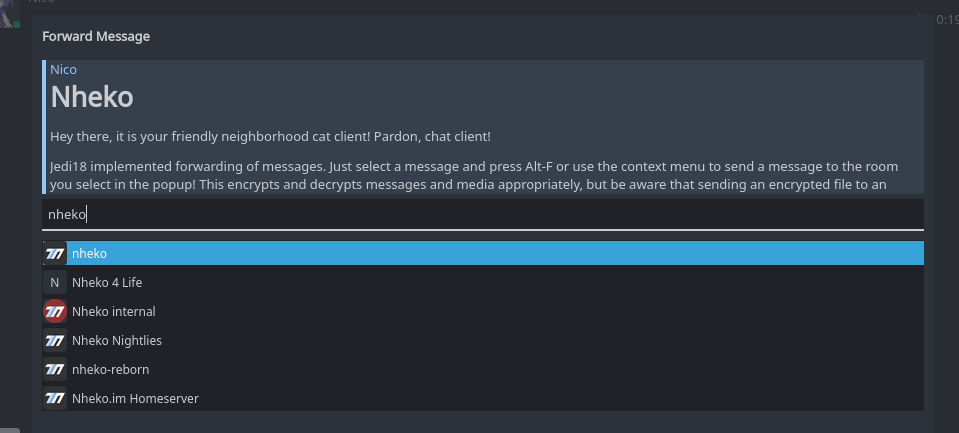 Nico
0:19
Forward Message
Nico
Nheko
Hey there, it is your friendly neighborhood cat client! Pardon, chat client!
Jedi18 implemented forwarding of messages. Just select a message and press Alt-F or use the context menu to send a message to the room
you select in the popup! This encrypts and decrypts messages and media appropriately, but be aware that sending an encrypted file to an
nheko
nheko
N Nheko 4 Life
Nheko internal
Nheko Nightlies
nheko-reborn
Nheko.im Homeserver